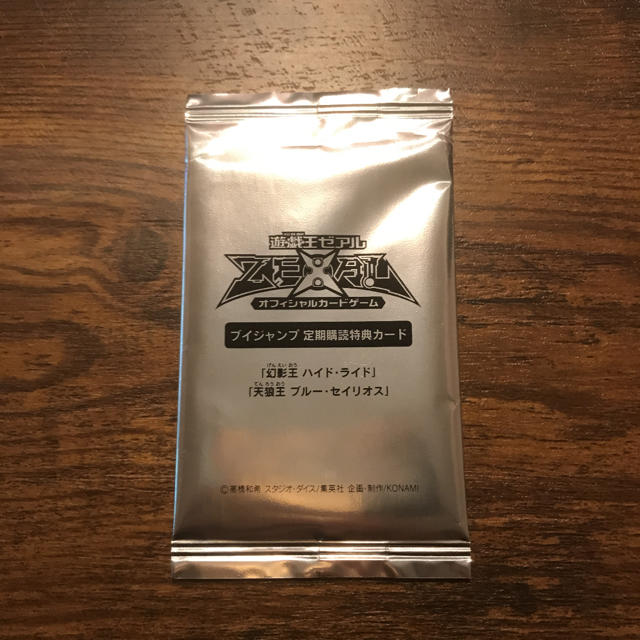 遊戯王ゼアル
ZEXAL
オフィシャルカードゲーム
ブイジャンプ 定期購読特典カード
げんえいおう
「幻影王 ハイド・ライド」
てんろうおう
「天狼王 ブルー・セイリオス」
©高橋和希 スタジオ・ダイス/集英社 企画・制作/KONAMI